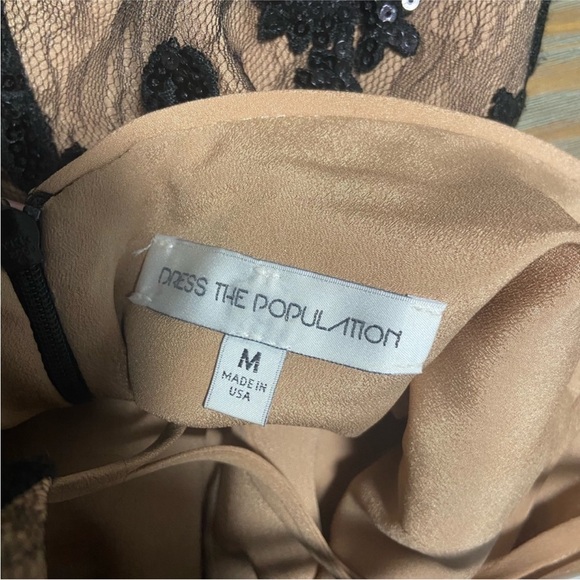 DRESS THE POPULATION
M
MADE IN
USA